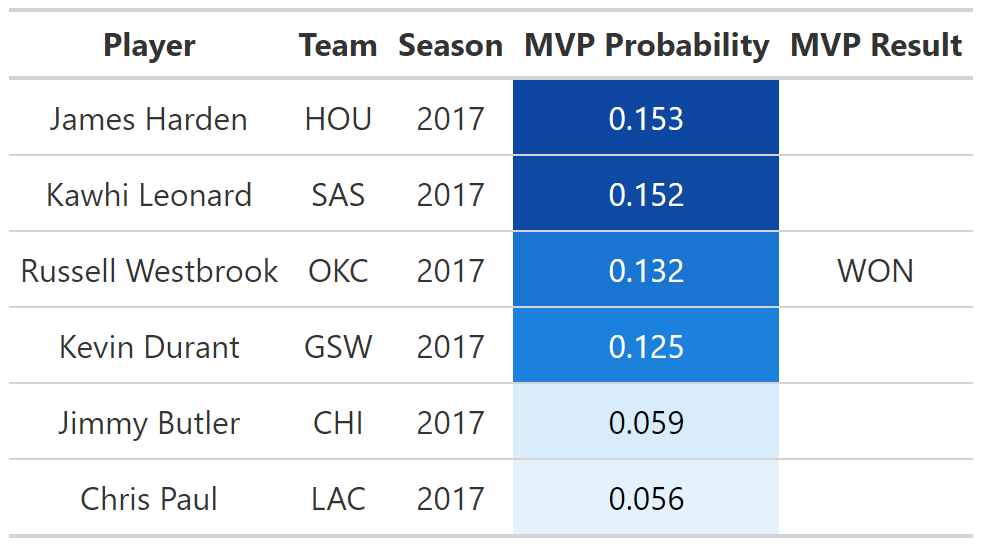 Player Team Season MVP Probability MVP Result
James Harden HOU 2017 0.153
Kawhi Leonard SAS 2017 0.152
Russell Westbrook OKC 2017 0.132 WON
Kevin Durant GSW 2017 0.125
Jimmy Butler CHI 2017 0.059
Chris Paul LAC 2017 0.056